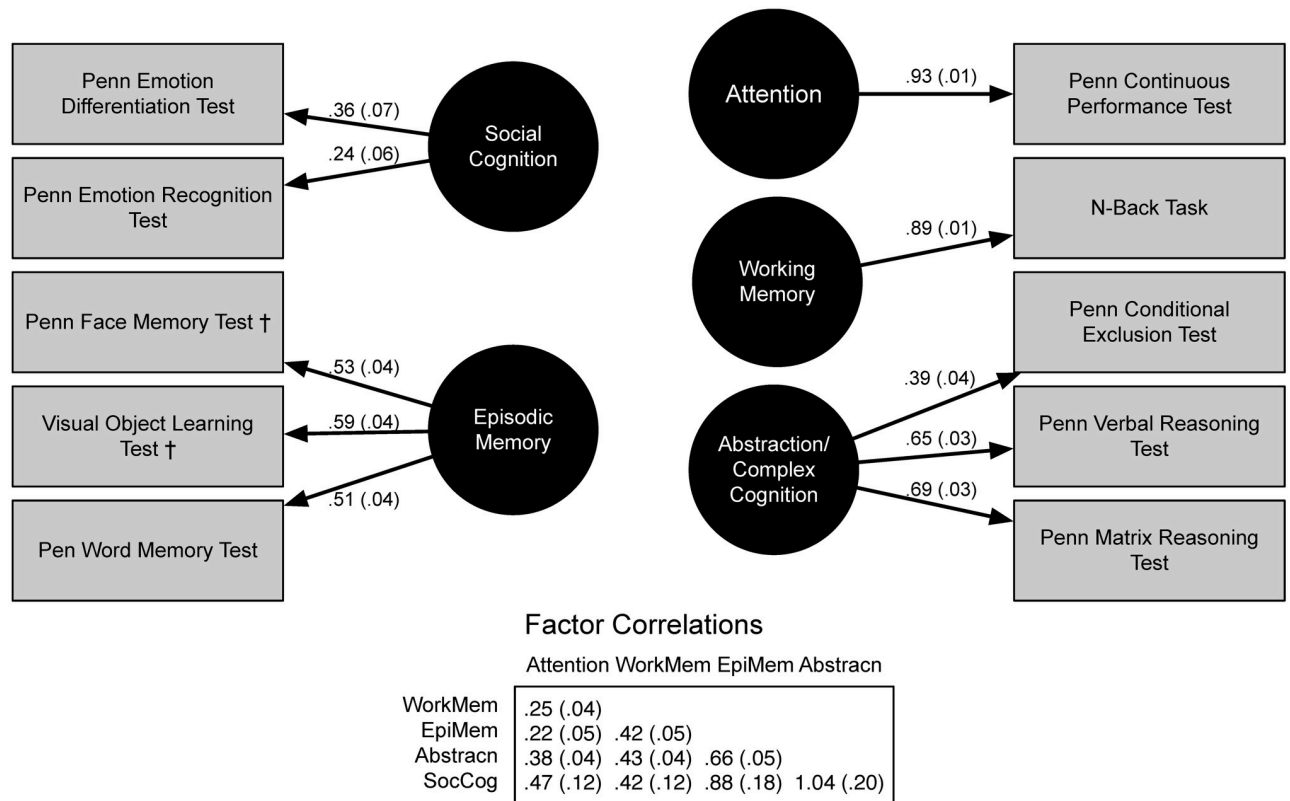 Penn Emotion
Differentiation Test
Penn Emotion Recognition
Test
Penn Face Memory Test †
Visual Object Learning
Test †
Pen Word Memory Test
.36 (.07)
.24 (.06)
Social
Cognition
.53 (.04)
.59 (.04)
.51 (.04)
Episodic
Memory
Attention
.93 (.01)
Working
Memory
.89 (.01)
Abstraction/
Complex
Cognition
.39 (.04)
.65 (.03)
.69 (.03)
Penn Continuous
Performance Test
N-Back Task
Penn Conditional
Exclusion Test
Penn Verbal Reasoning
Test
Penn Matrix Reasoning
Test
Factor Correlations
Attention WorkMem EpiMem Abstracn
WorkMem .25 (.04)
EpiMem .22 (.05) .42 (.05)
Abstracn .38 (.04) .43 (.04) .66 (.05)
SocCog .47 (.12) .42 (.12) .88 (.18) 1.04 (.20)